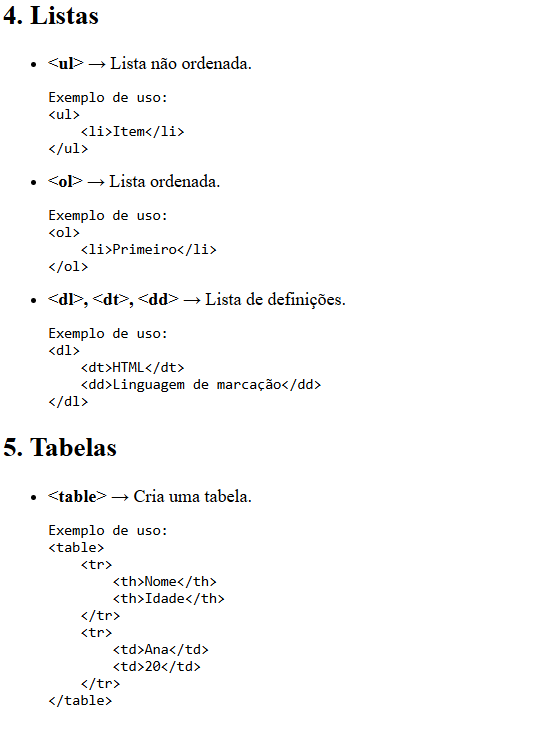 4. Listas
• <ul> → Lista não ordenada.
Exemplo de uso:
<ul>
    <li>Item</li>
</ul>
• <ol> → Lista ordenada.
Exemplo de uso:
<ol>
    <li>Primeiro</li>
</ol>
• <dl>, <dt>, <dd> → Lista de definições.
Exemplo de uso:
<dl>
    <dt>HTML</dt>
    <dd>Linguagem de marcação</dd>
</dl>
5. Tabelas
• <table> → Cria uma tabela.
Exemplo de uso:
<table>
    <tr>
        <th>Nome</th>
        <th>Idade</th>
    </tr>
    <tr>
        <td>Ana</td>
        <td>20</td>
    </tr>
</table>